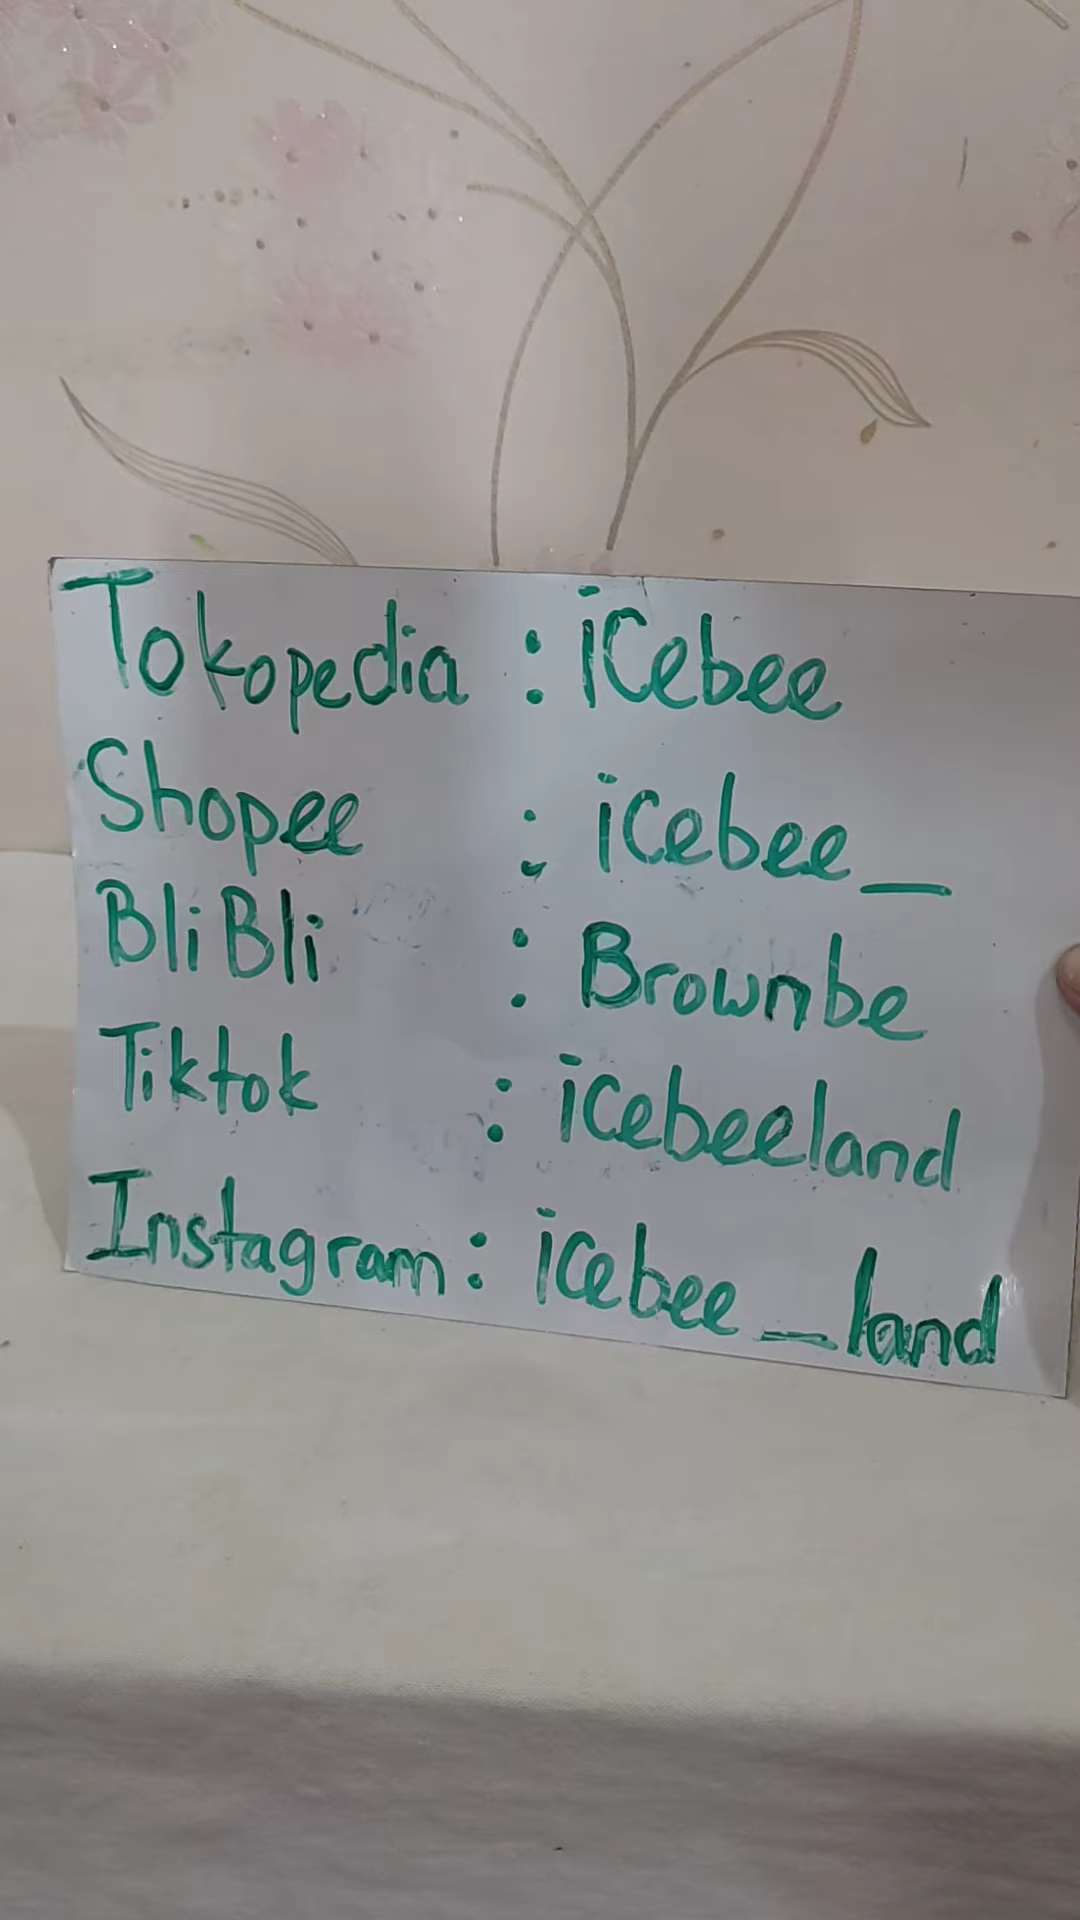 Tokopedia : iCebee
Shopee : iCebee_
BliBli : Brownbe
Tiktok : iCebeeland
Instagram : iCebee_land